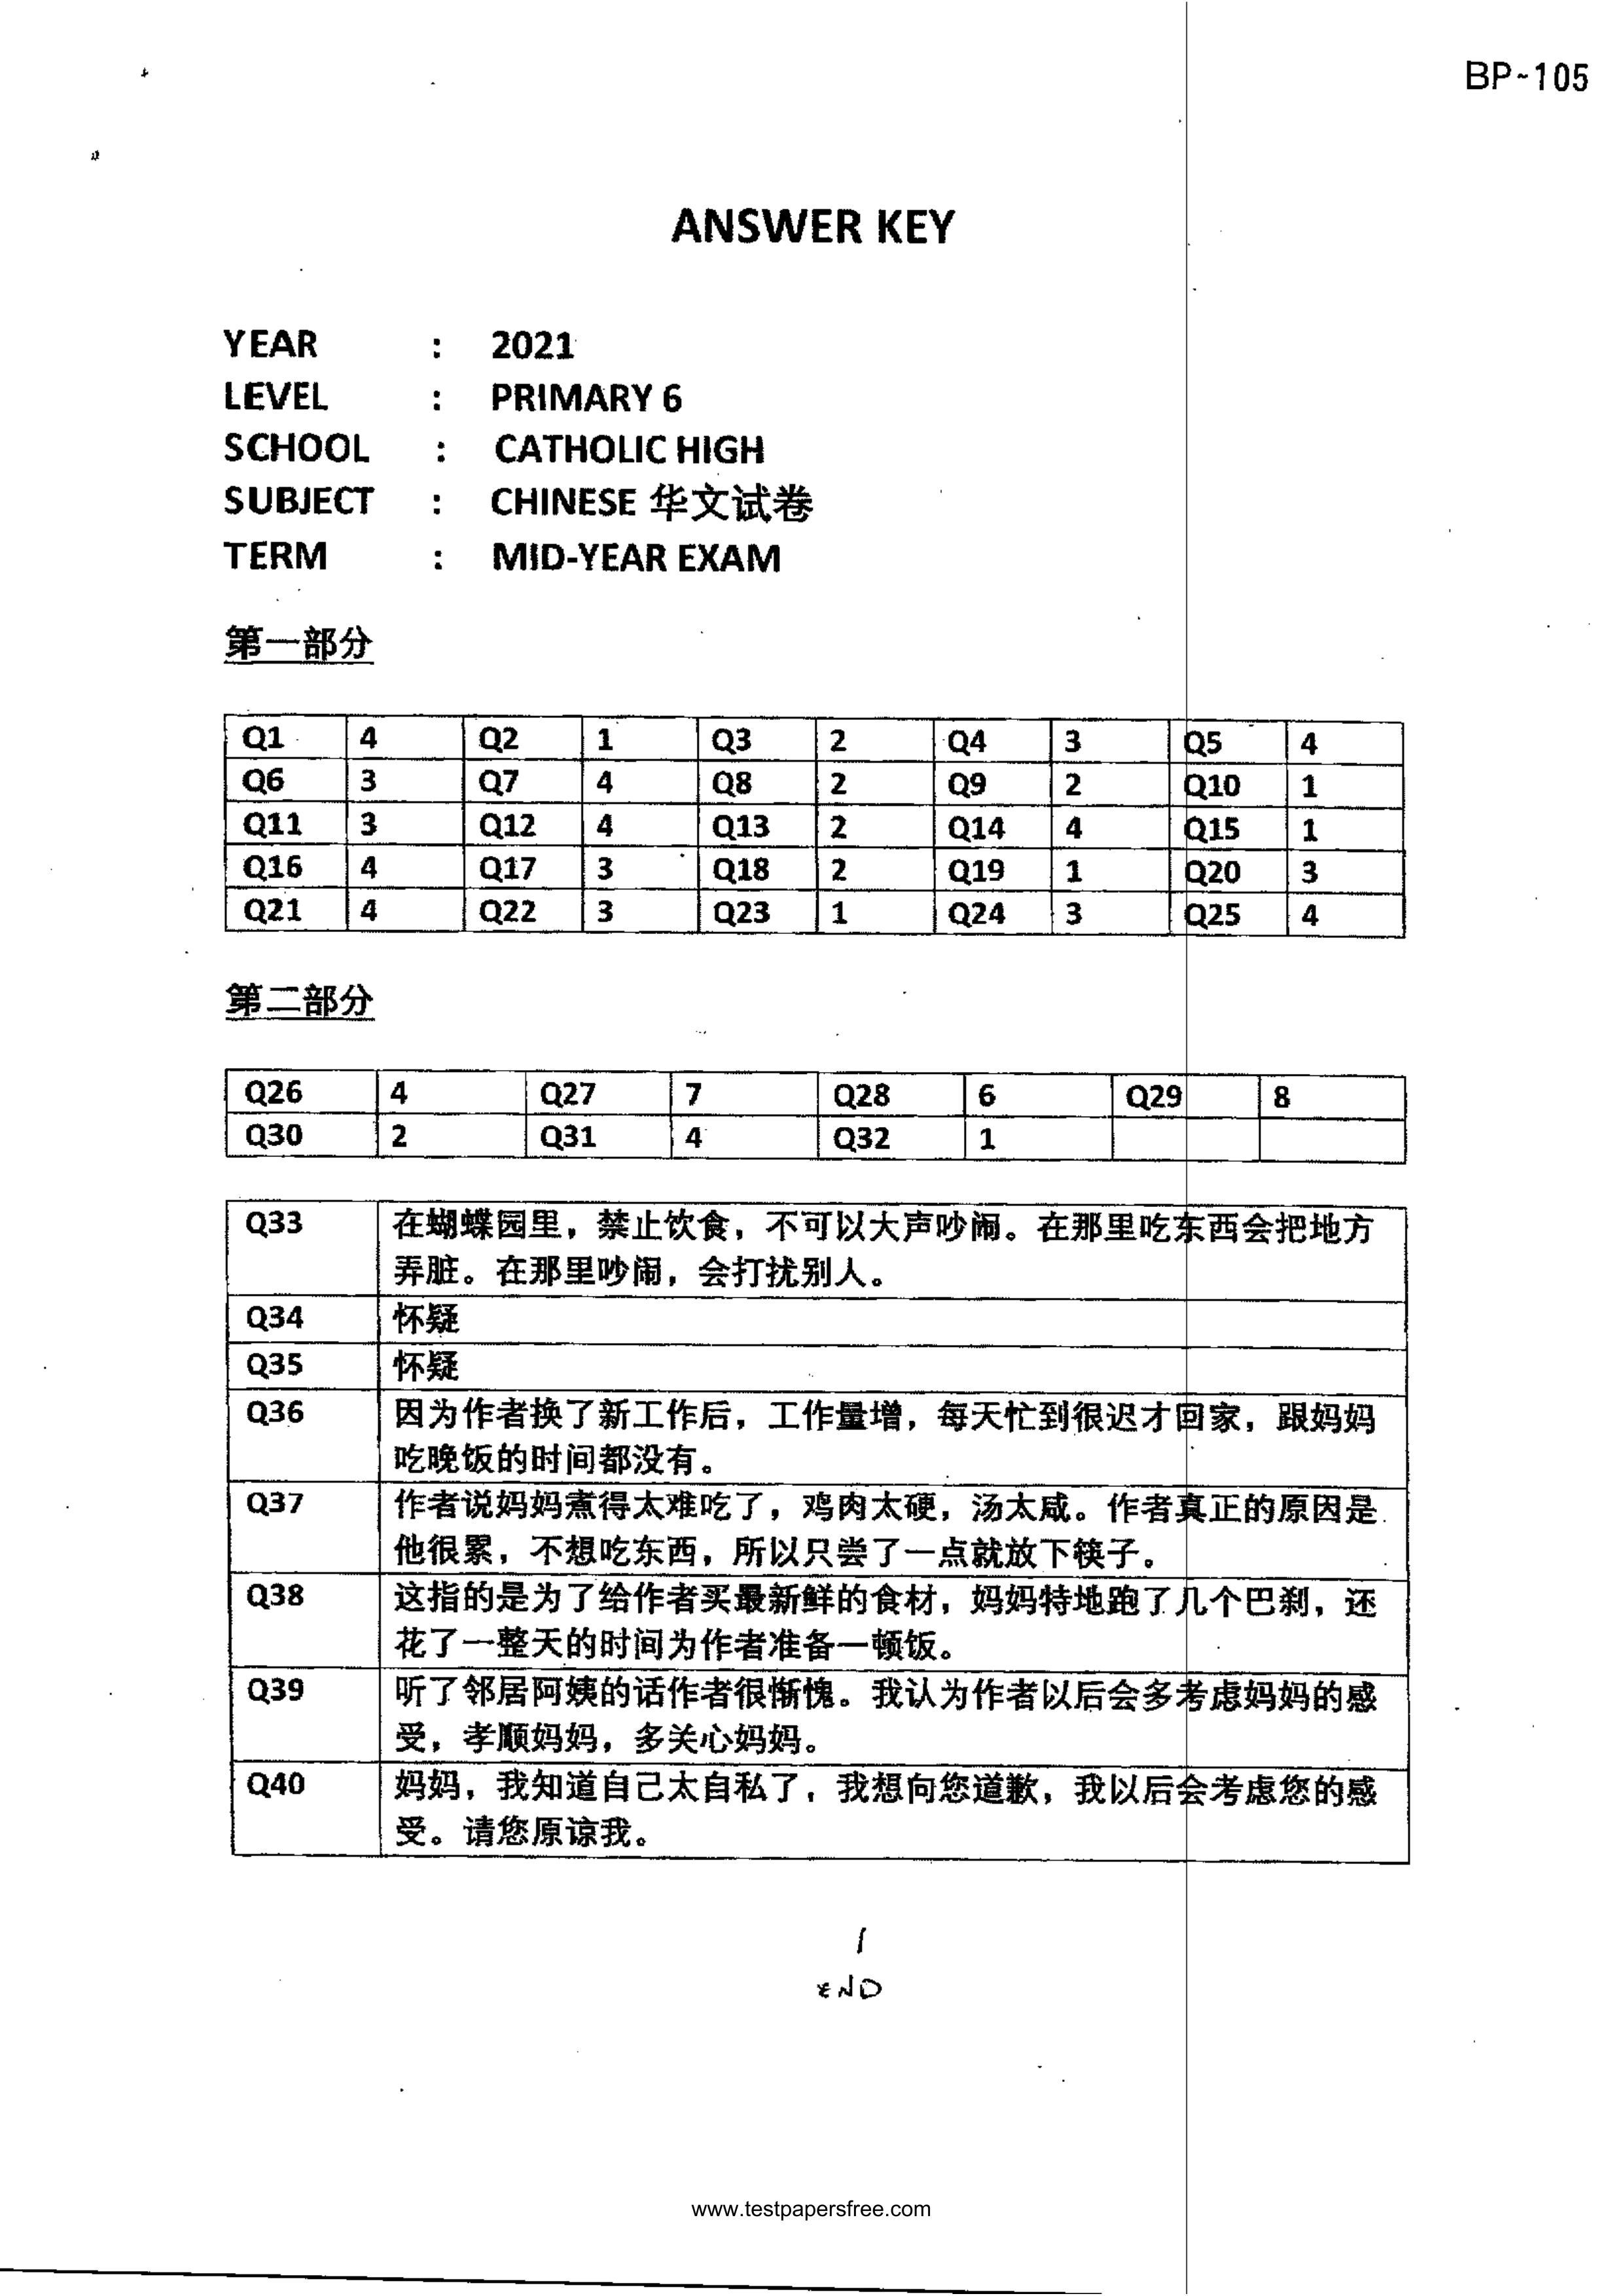 BP~105
ANSWER KEY
YEAR : 2021
LEVEL : PRIMARY 6
SCHOOL : CATHOLIC HIGH
SUBJECT : CHINESE 华文试卷
TERM : MID-YEAR EXAM
第一部分
Q1 4 Q2 1 Q3 2 Q4 3 Q5 4
Q6 3 Q7 4 Q8 2 Q9 2 Q10 1
Q11 3 Q12 4 Q13 2 Q14 4 Q15 1
Q16 4 Q17 3 Q18 2 Q19 1 Q20 3
Q21 4 Q22 3 Q23 1 Q24 3 Q25 4
第二部分
Q26 4 Q27 7 Q28 6 Q29 8
Q30 2 Q31 4 Q32 1
Q33 在蝴蝶园里，禁止饮食，不可以大声吵闹。在那里吃东西会把地方
弄脏。在那里吵闹，会打扰别人。
Q34 怀疑
Q35 怀疑
Q36 因为作者换了新工作后，工作量增，每天忙到很迟才回家，跟妈妈
吃晚饭的时间都没有。
Q37 作者说妈妈煮得太难吃了，鸡肉太硬，汤太咸。作者真正的原因是
他很累，不想吃东西，所以只尝了一点就放下筷子。
Q38 这指的是为了给作者买最新鲜的食材，妈妈特地跑了几个巴刹，还
花了一整天的时间为作者准备一顿饭。
Q39 听了邻居阿姨的话作者很惭愧。我认为作者以后会多考虑妈妈的感
受，孝顺妈妈，多关心妈妈。
Q40 妈妈，我知道自己太自私了，我想向您道歉，我以后会考虑您的感
受。请您原谅我。
1
END
www.testpapersfree.com